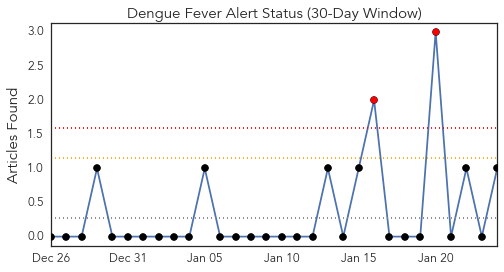 Dengue Fever Alert Status (30-Day Window)
Articles Found
3.0
2.5
2.0
1.5
1.0
0.5
0.0
Dec 26 Dec 31 Jan 05 Jan 10 Jan 15 Jan 20